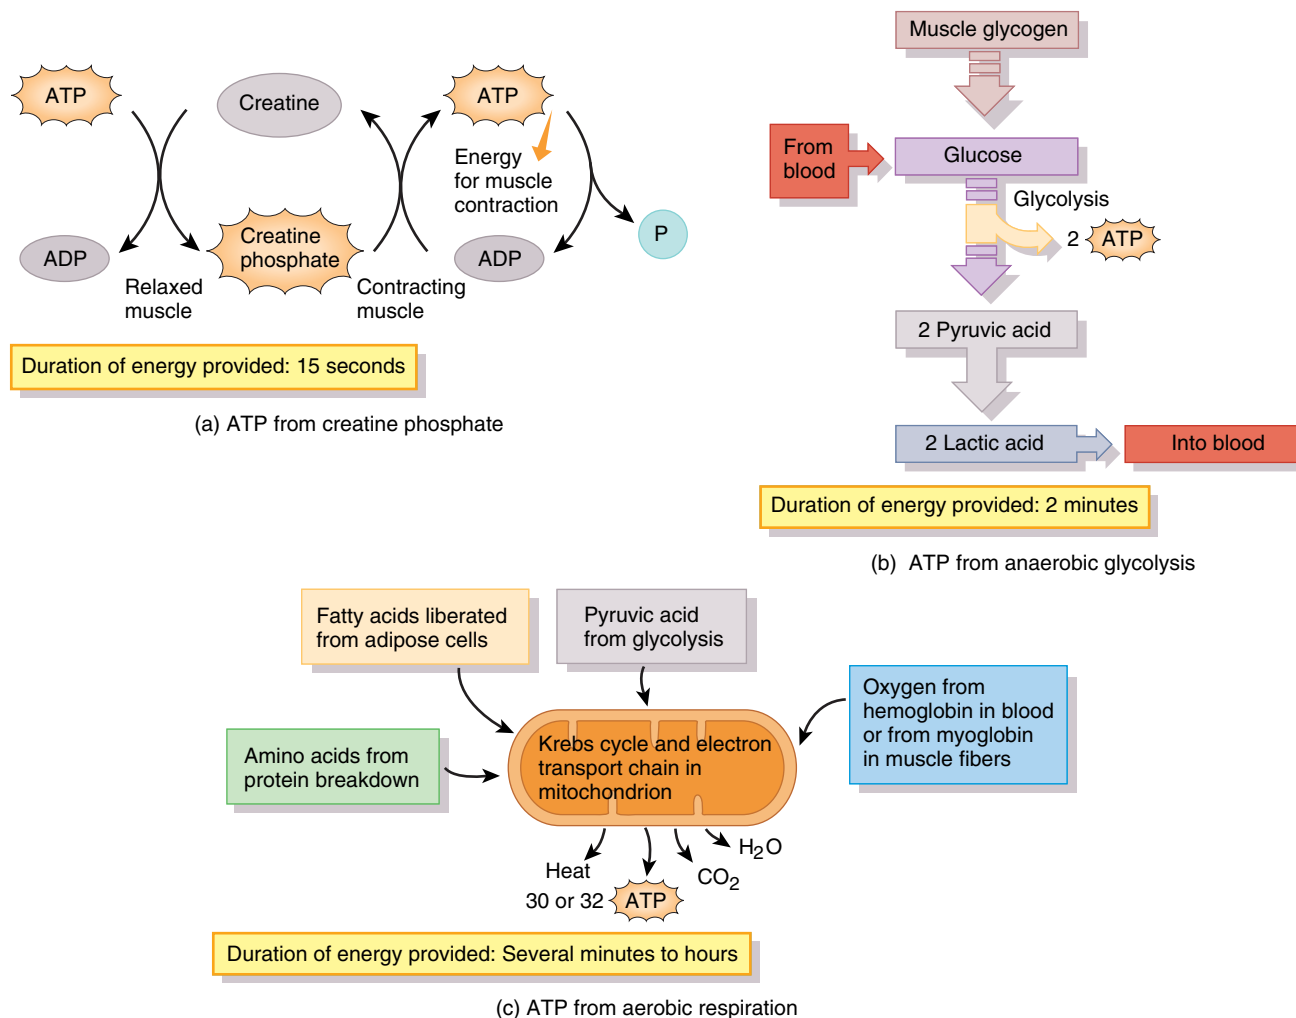 ATP
Creatine
ATP
Energy
for muscle
contraction
ADP
Creatine
phosphate
ADP
P
Relaxed
muscle
Contracting
muscle
Duration of energy provided: 15 seconds
(a) ATP from creatine phosphate
Muscle glycogen
From
blood
Glucose
Glycolysis
2 ATP
2 Pyruvic acid
2 Lactic acid
Into blood
Duration of energy provided: 2 minutes
(b) ATP from anaerobic glycolysis
Fatty acids liberated
from adipose cells
Pyruvic acid
from glycolysis
Oxygen from
hemoglobin in blood
or from myoglobin
in muscle fibers
Amino acids from
protein breakdown
Krebs cycle and electron
transport chain in
mitochondrion
Heat
30 or 32 ATP
CO2
H2O
Duration of energy provided: Several minutes to hours
(c) ATP from aerobic respiration